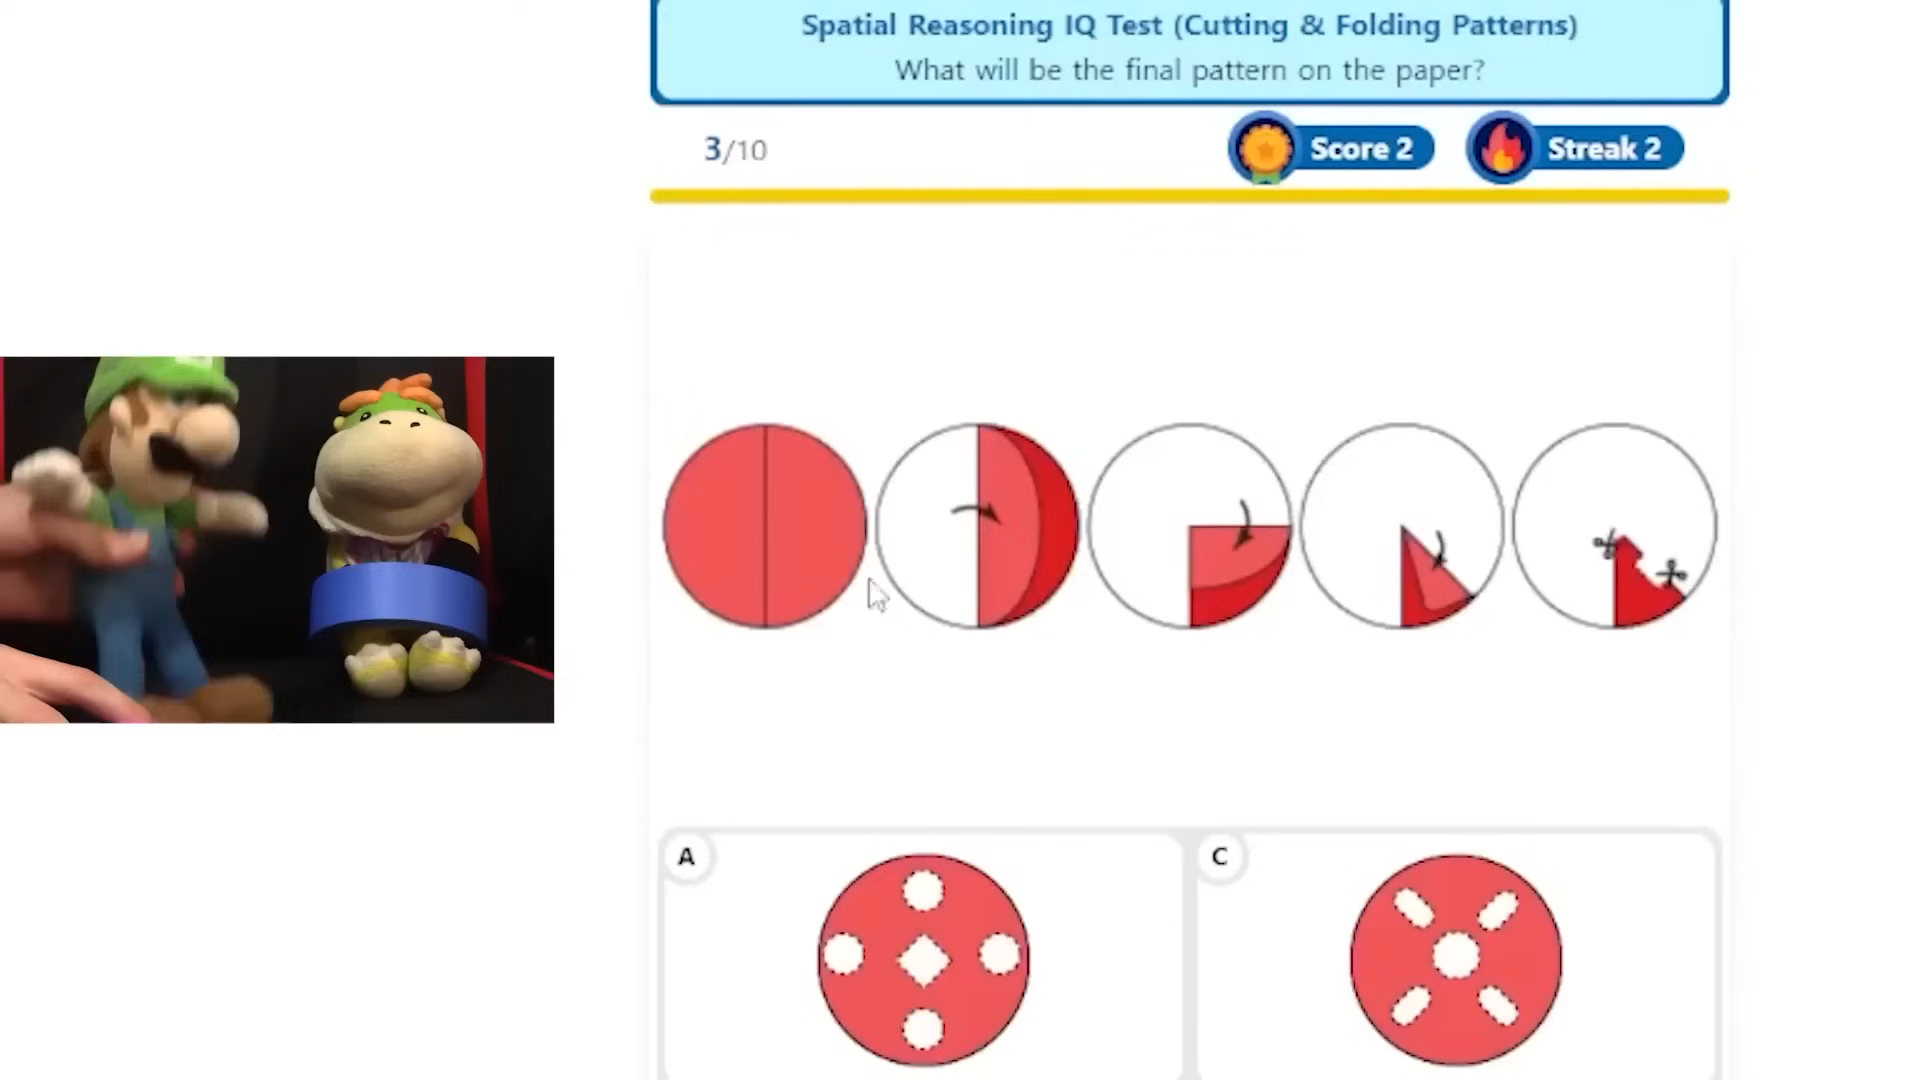 Spatial Reasoning IQ Test (Cutting & Folding Patterns)
What will be the final pattern on the paper?
3/10
Score 2
Streak 2
A
C